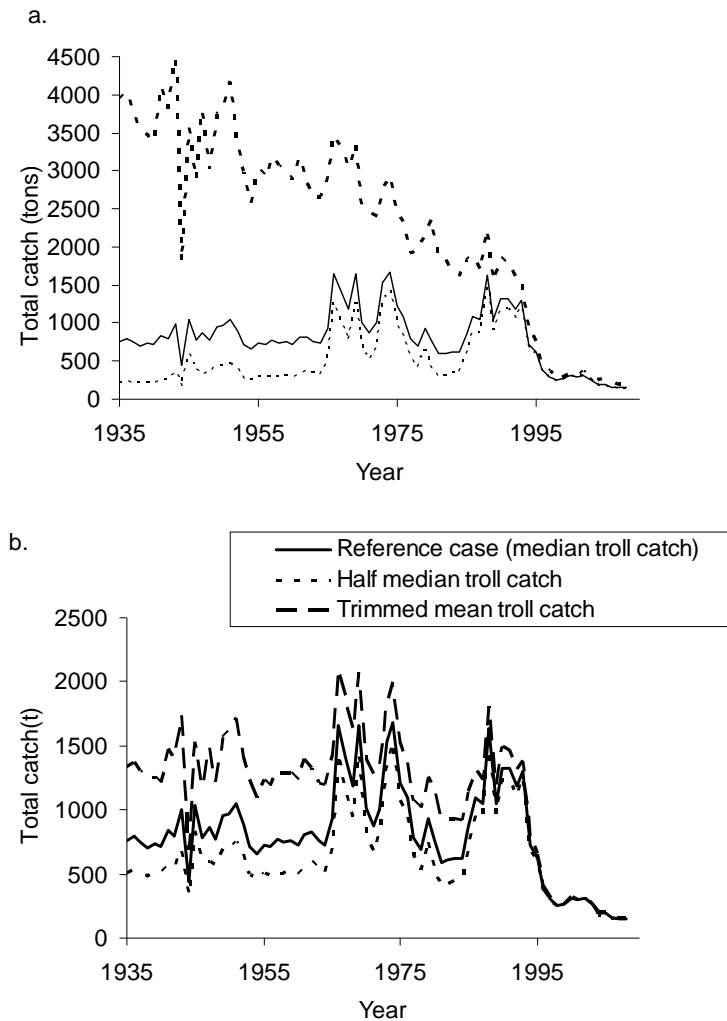 a.
Total catch (tons)
4500
4000
3500
3000
2500
2000
1500
1000
500
0
1935 1955 1975 1995
Year
b.
Reference case (median troll catch)
Half median troll catch
Trimmed mean troll catch
Total catch(t)
2500
2000
1500
1000
500
0
1935 1955 1975 1995
Year